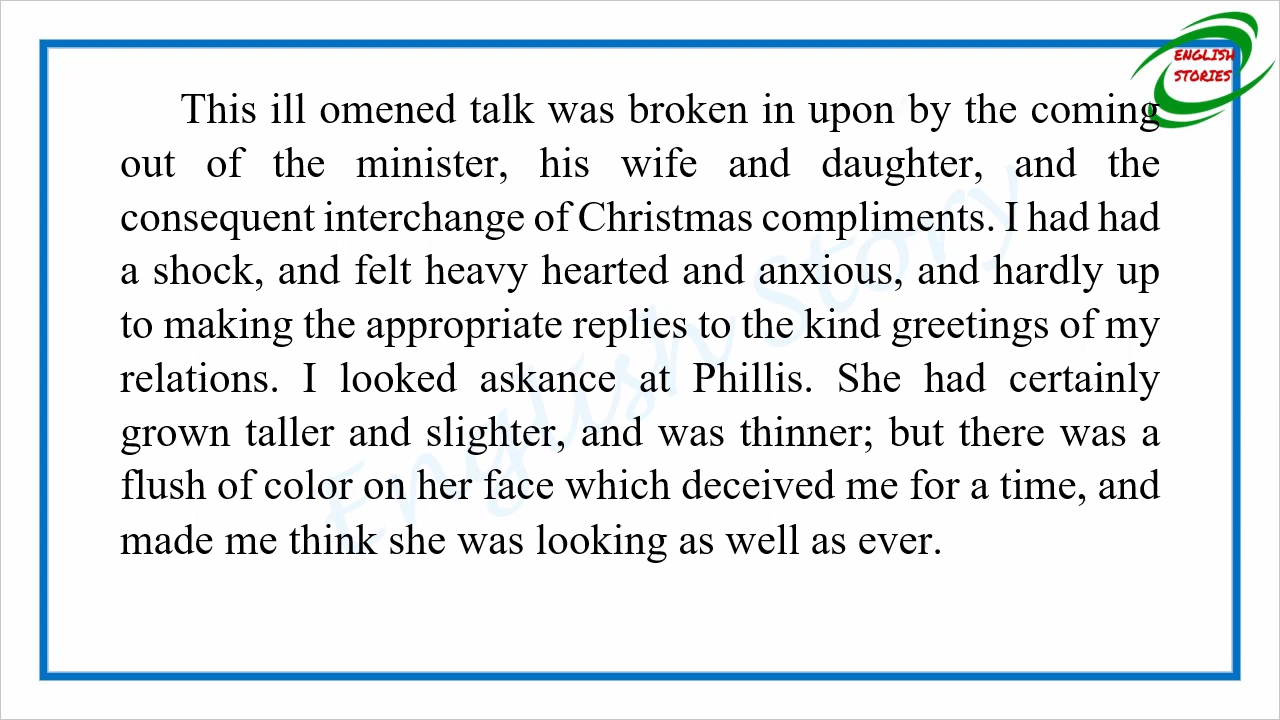 ENGLISH
STORIES
This ill omened talk was broken in upon by the coming
out of the minister, his wife and daughter, and the
consequent interchange of Christmas compliments. I had had
a shock, and felt heavy hearted and anxious, and hardly up
to making the appropriate replies to the kind greetings of my
relations. I looked askance at Phillis. She had certainly
grown taller and slighter, and was thinner; but there was a
flush of color on her face which deceived me for a time, and
made me think she was looking as well as ever.
English Story